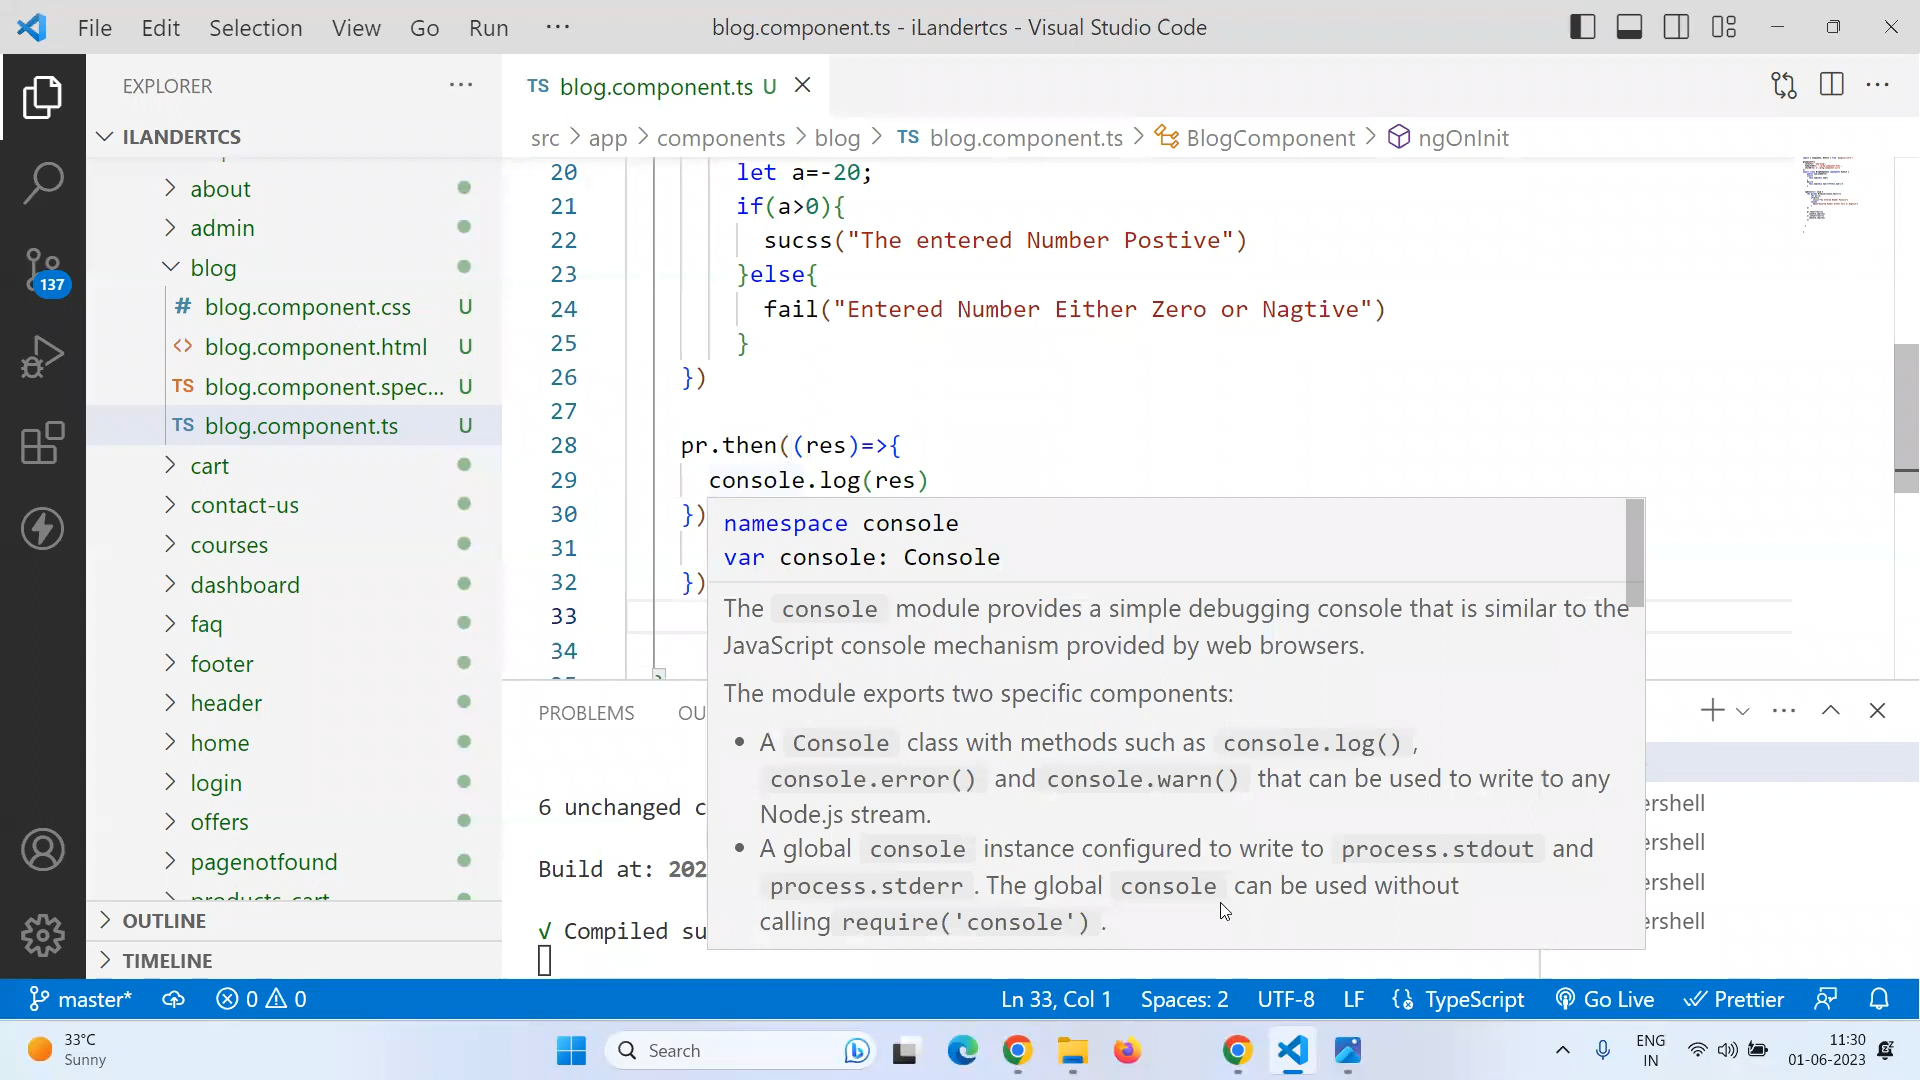 File Edit Selection View Go Run ··· blog.component.ts - iLandertcs - Visual Studio Code
EXPLORER ···
TS blog.component.ts U
ILANDERTCS
src > app > components > blog > TS blog.component.ts > BlogComponent > ngOnInit
about
admin
blog
# blog.component.css U
<> blog.component.html U
TS blog.component.spec... U
TS blog.component.ts U
cart
contact-us
courses
dashboard
faq
footer
header
home
login
offers
pagenotfound
products-cart
OUTLINE
TIMELINE
137
20 let a=-20;
21 if(a>0){
22 sucss("The entered Number Postive")
23 }else{
24 fail("Entered Number Either Zero or Nagtive")
25 }
26 })
27
28 pr.then((res)=>{
29 console.log(res)
30 })
31
32 })
33
34
namespace console
var console: Console
The console module provides a simple debugging console that is similar to the
JavaScript console mechanism provided by web browsers.
The module exports two specific components:
• A Console class with methods such as console.log() ,
console.error() and console.warn() that can be used to write to any
Node.js stream.
• A global console instance configured to write to process.stdout and
process.stderr . The global console can be used without
calling require('console') .
PROBLEMS OU
6 unchanged c
Build at: 202
√ Compiled su
ershell
ershell
ershell
ershell
master* 0 0 Ln 33, Col 1 Spaces: 2 UTF-8 LF TypeScript Go Live Prettier
33°C
Sunny
Search
ENG
IN
11:30
01-06-2023